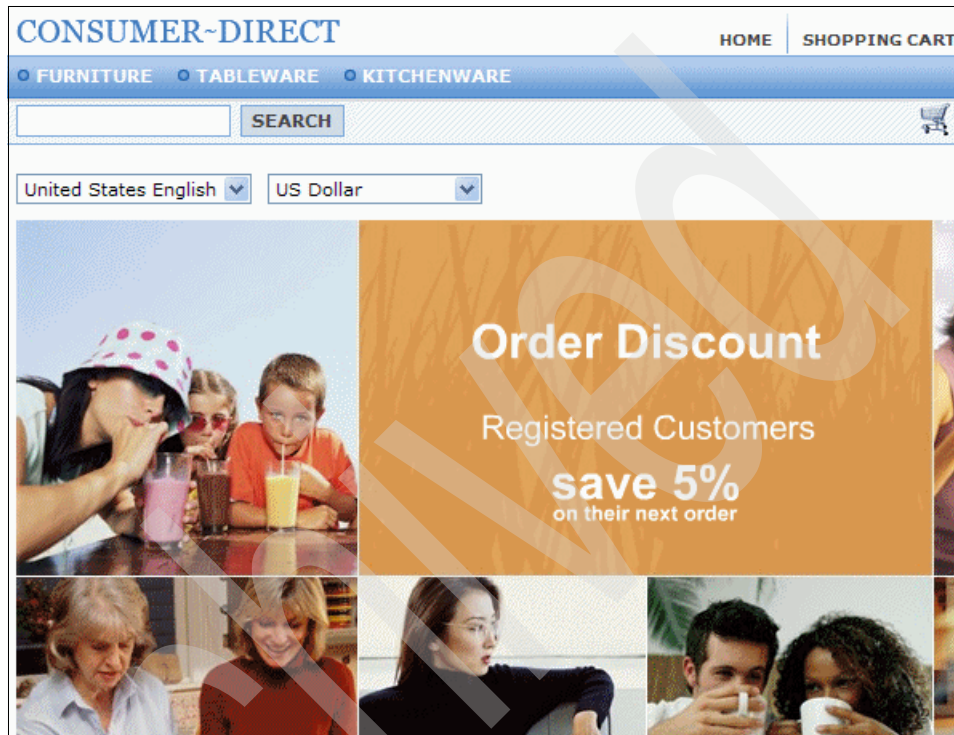 CONSUMER~DIRECT
HOME SHOPPING CART
FURNITURE TABLEWARE KITCHENWARE
SEARCH
United States English US Dollar
Order Discount
Registered Customers
save 5%
on their next order